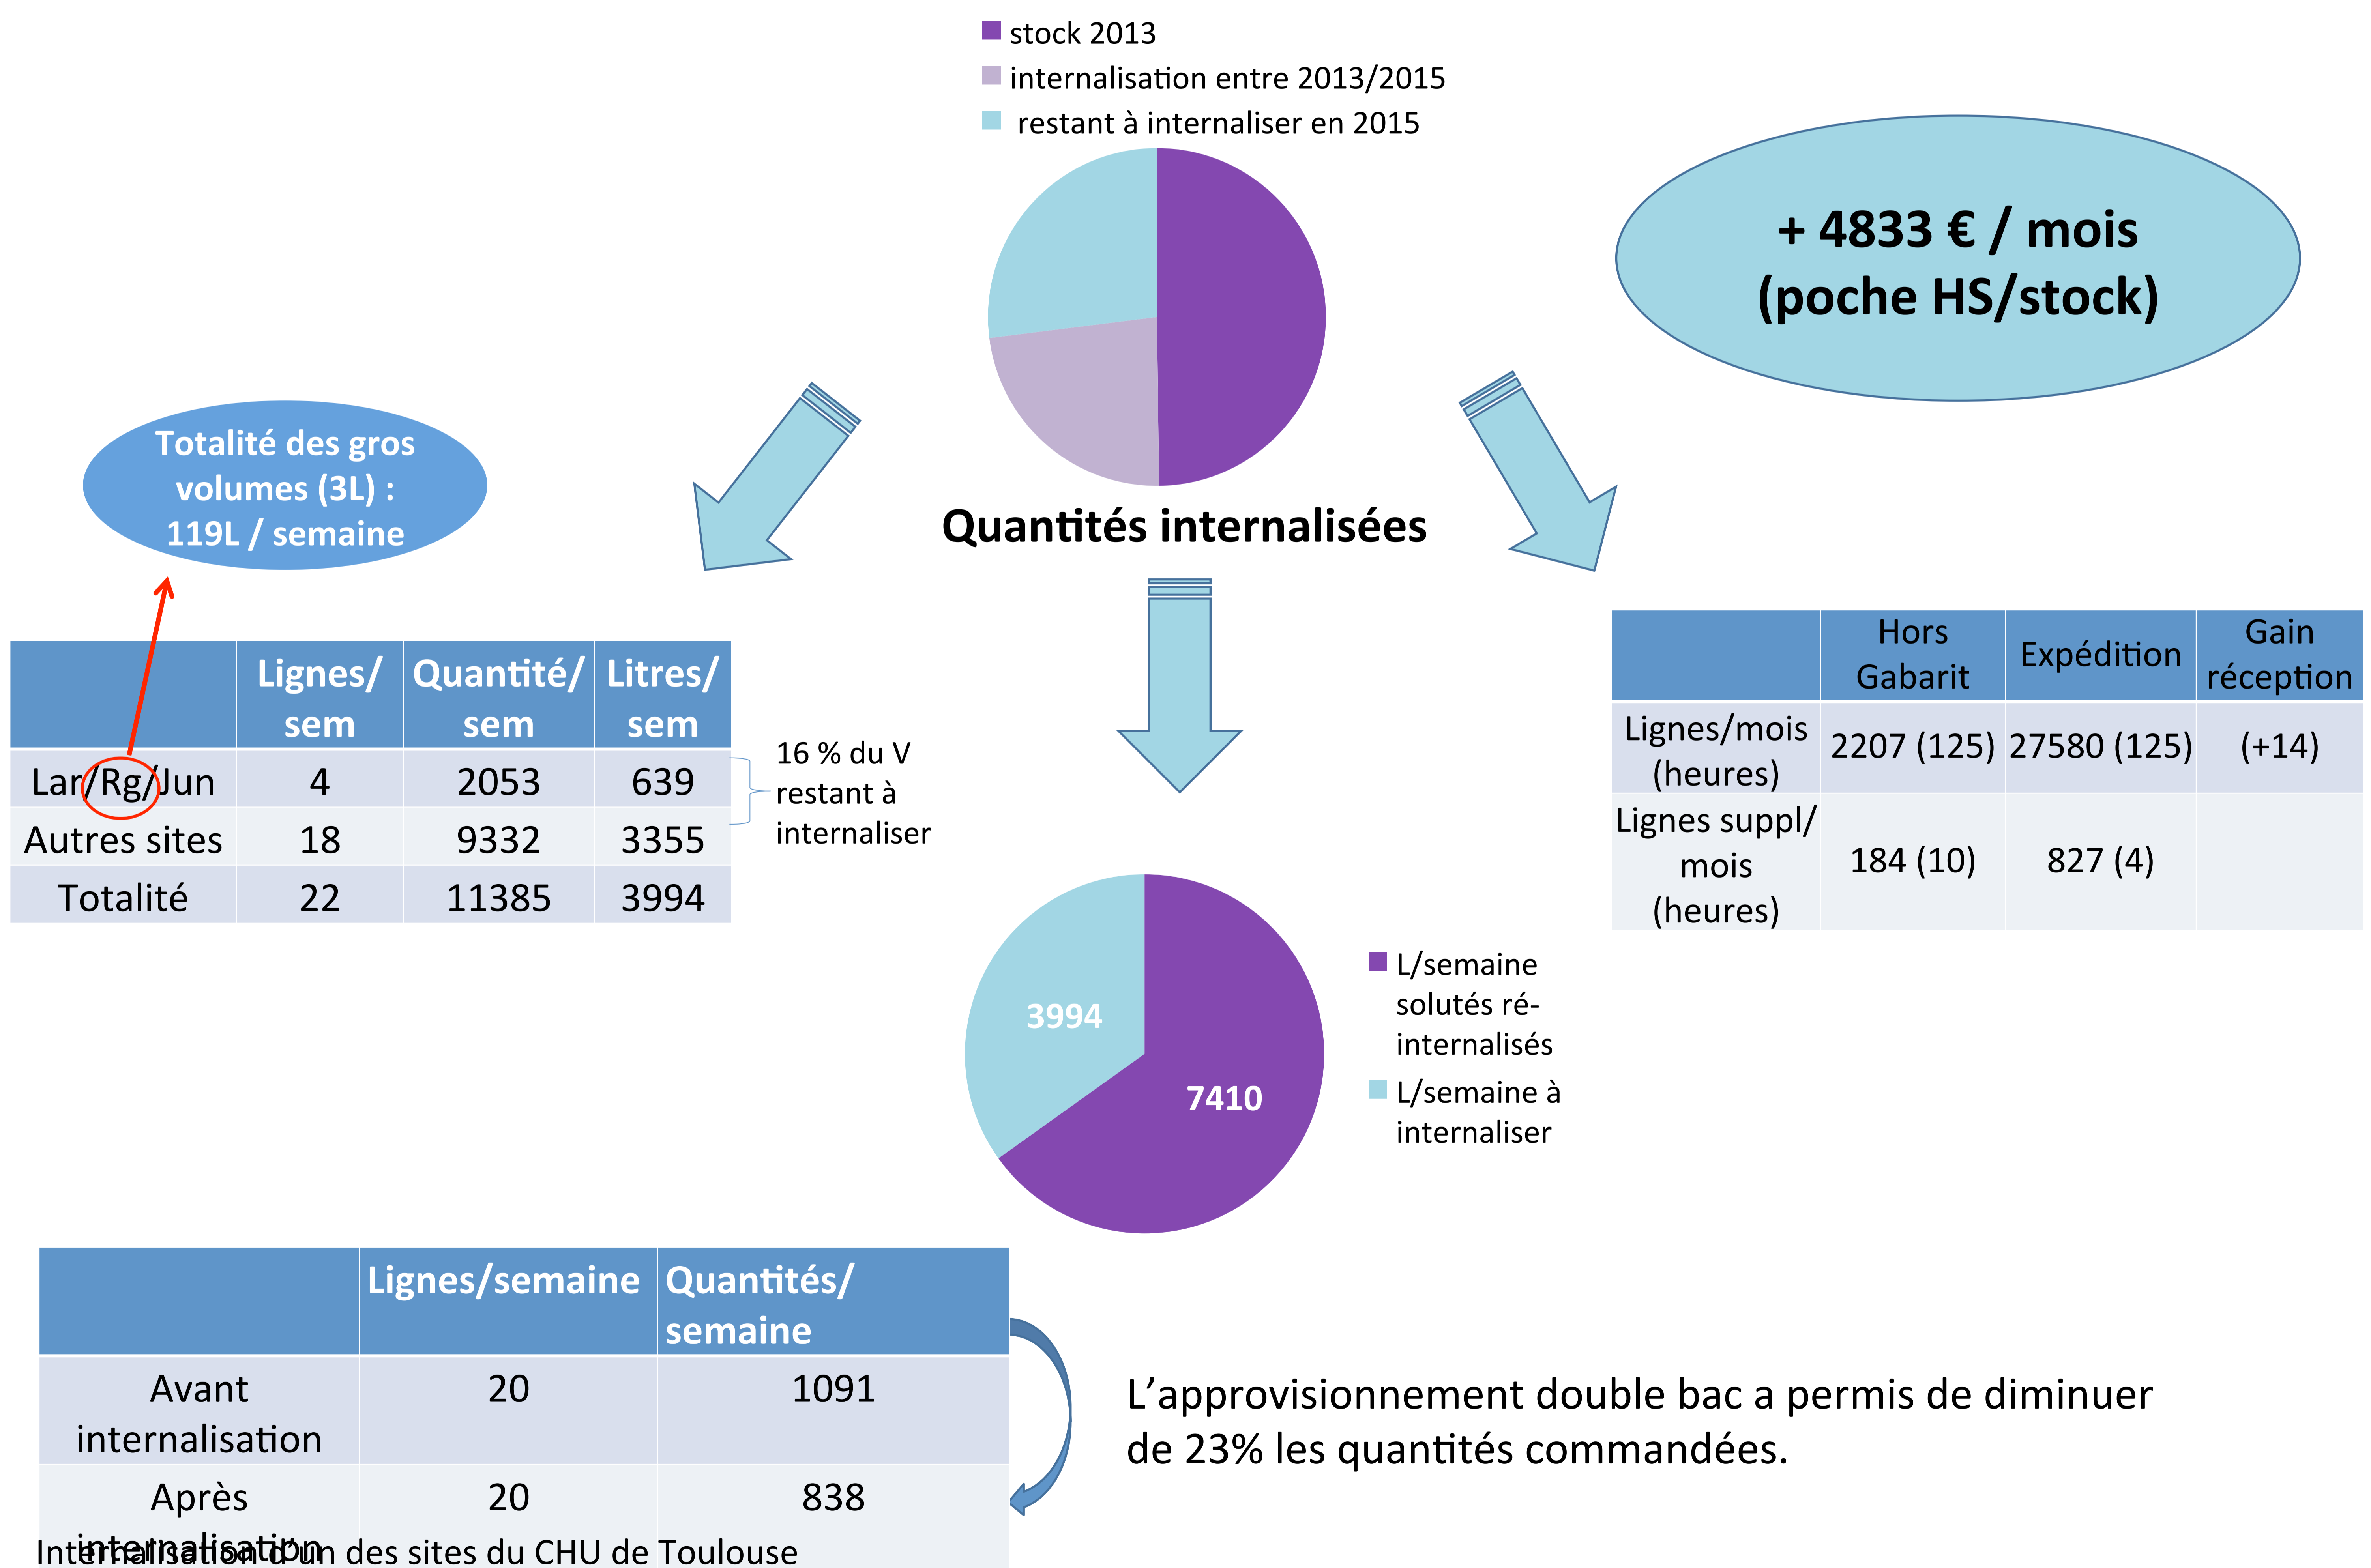 stock 2013
internalisation entre 2013/2015
restant à internaliser en 2015
+ 4833 € / mois
(poche HS/stock)
Totalité des gros
volumes (3L) :
119L / semaine
Quantités internalisées
Lignes/
sem
Quantité/
sem
Litres/
sem
Lar/Rg/Jun 4 2053 639
Autres sites 18 9332 3355
Totalité 22 11385 3994
16 % du V
restant à
internaliser
Hors
Gabarit
Expédition
Gain
réception
Lignes/mois
(heures)
2207 (125) 27580 (125) (+14)
Lignes suppl/
mois
(heures)
184 (10) 827 (4)
3994
7410
L/semaine
solutés ré-
internalisés
L/semaine à
internaliser
Lignes/semaine
Quantités/
semaine
Avant
internalisation
20 1091
Après
internalisation
20 838
L’approvisionnement double bac a permis de diminuer
de 23% les quantités commandées.
Internalisation d’un des sites du CHU de Toulouse